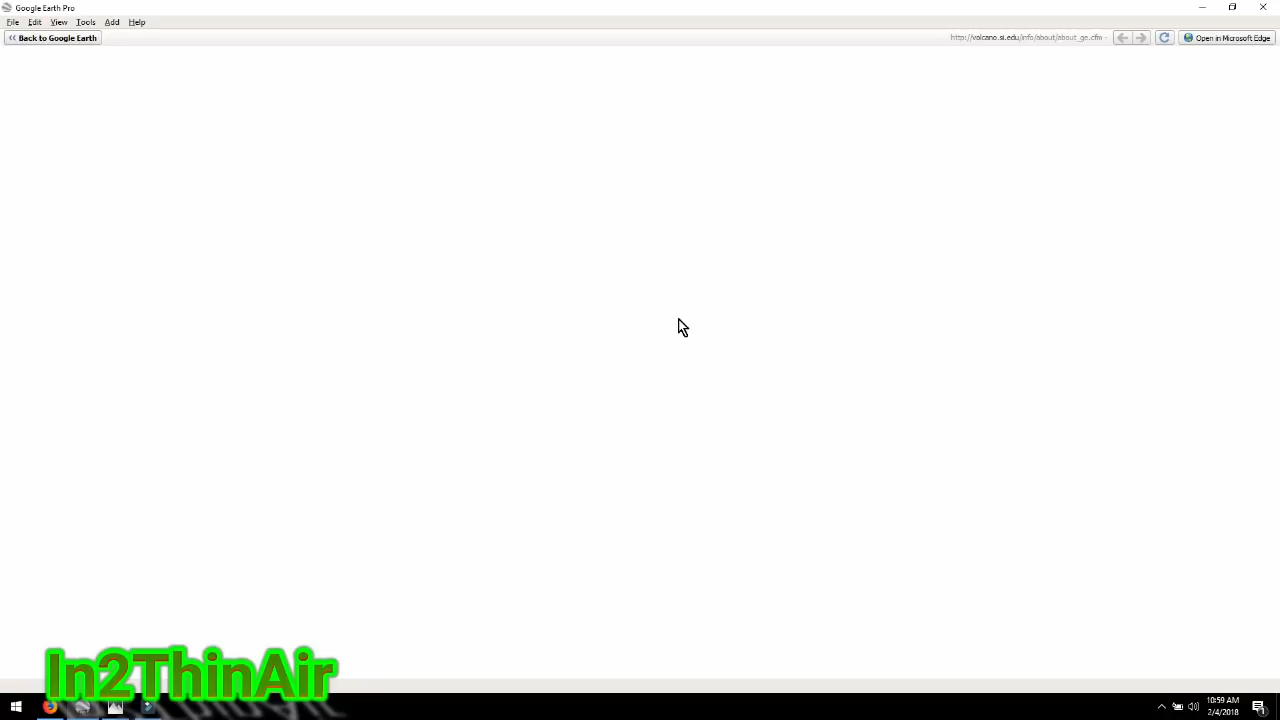 Google Earth Pro
File Edit View Tools Add Help
Back to Google Earth http://volcano.si.edu/info/about/about_ge.cfm Open in Microsoft Edge
In2ThinAir
10:59 AM
2/4/2018
1